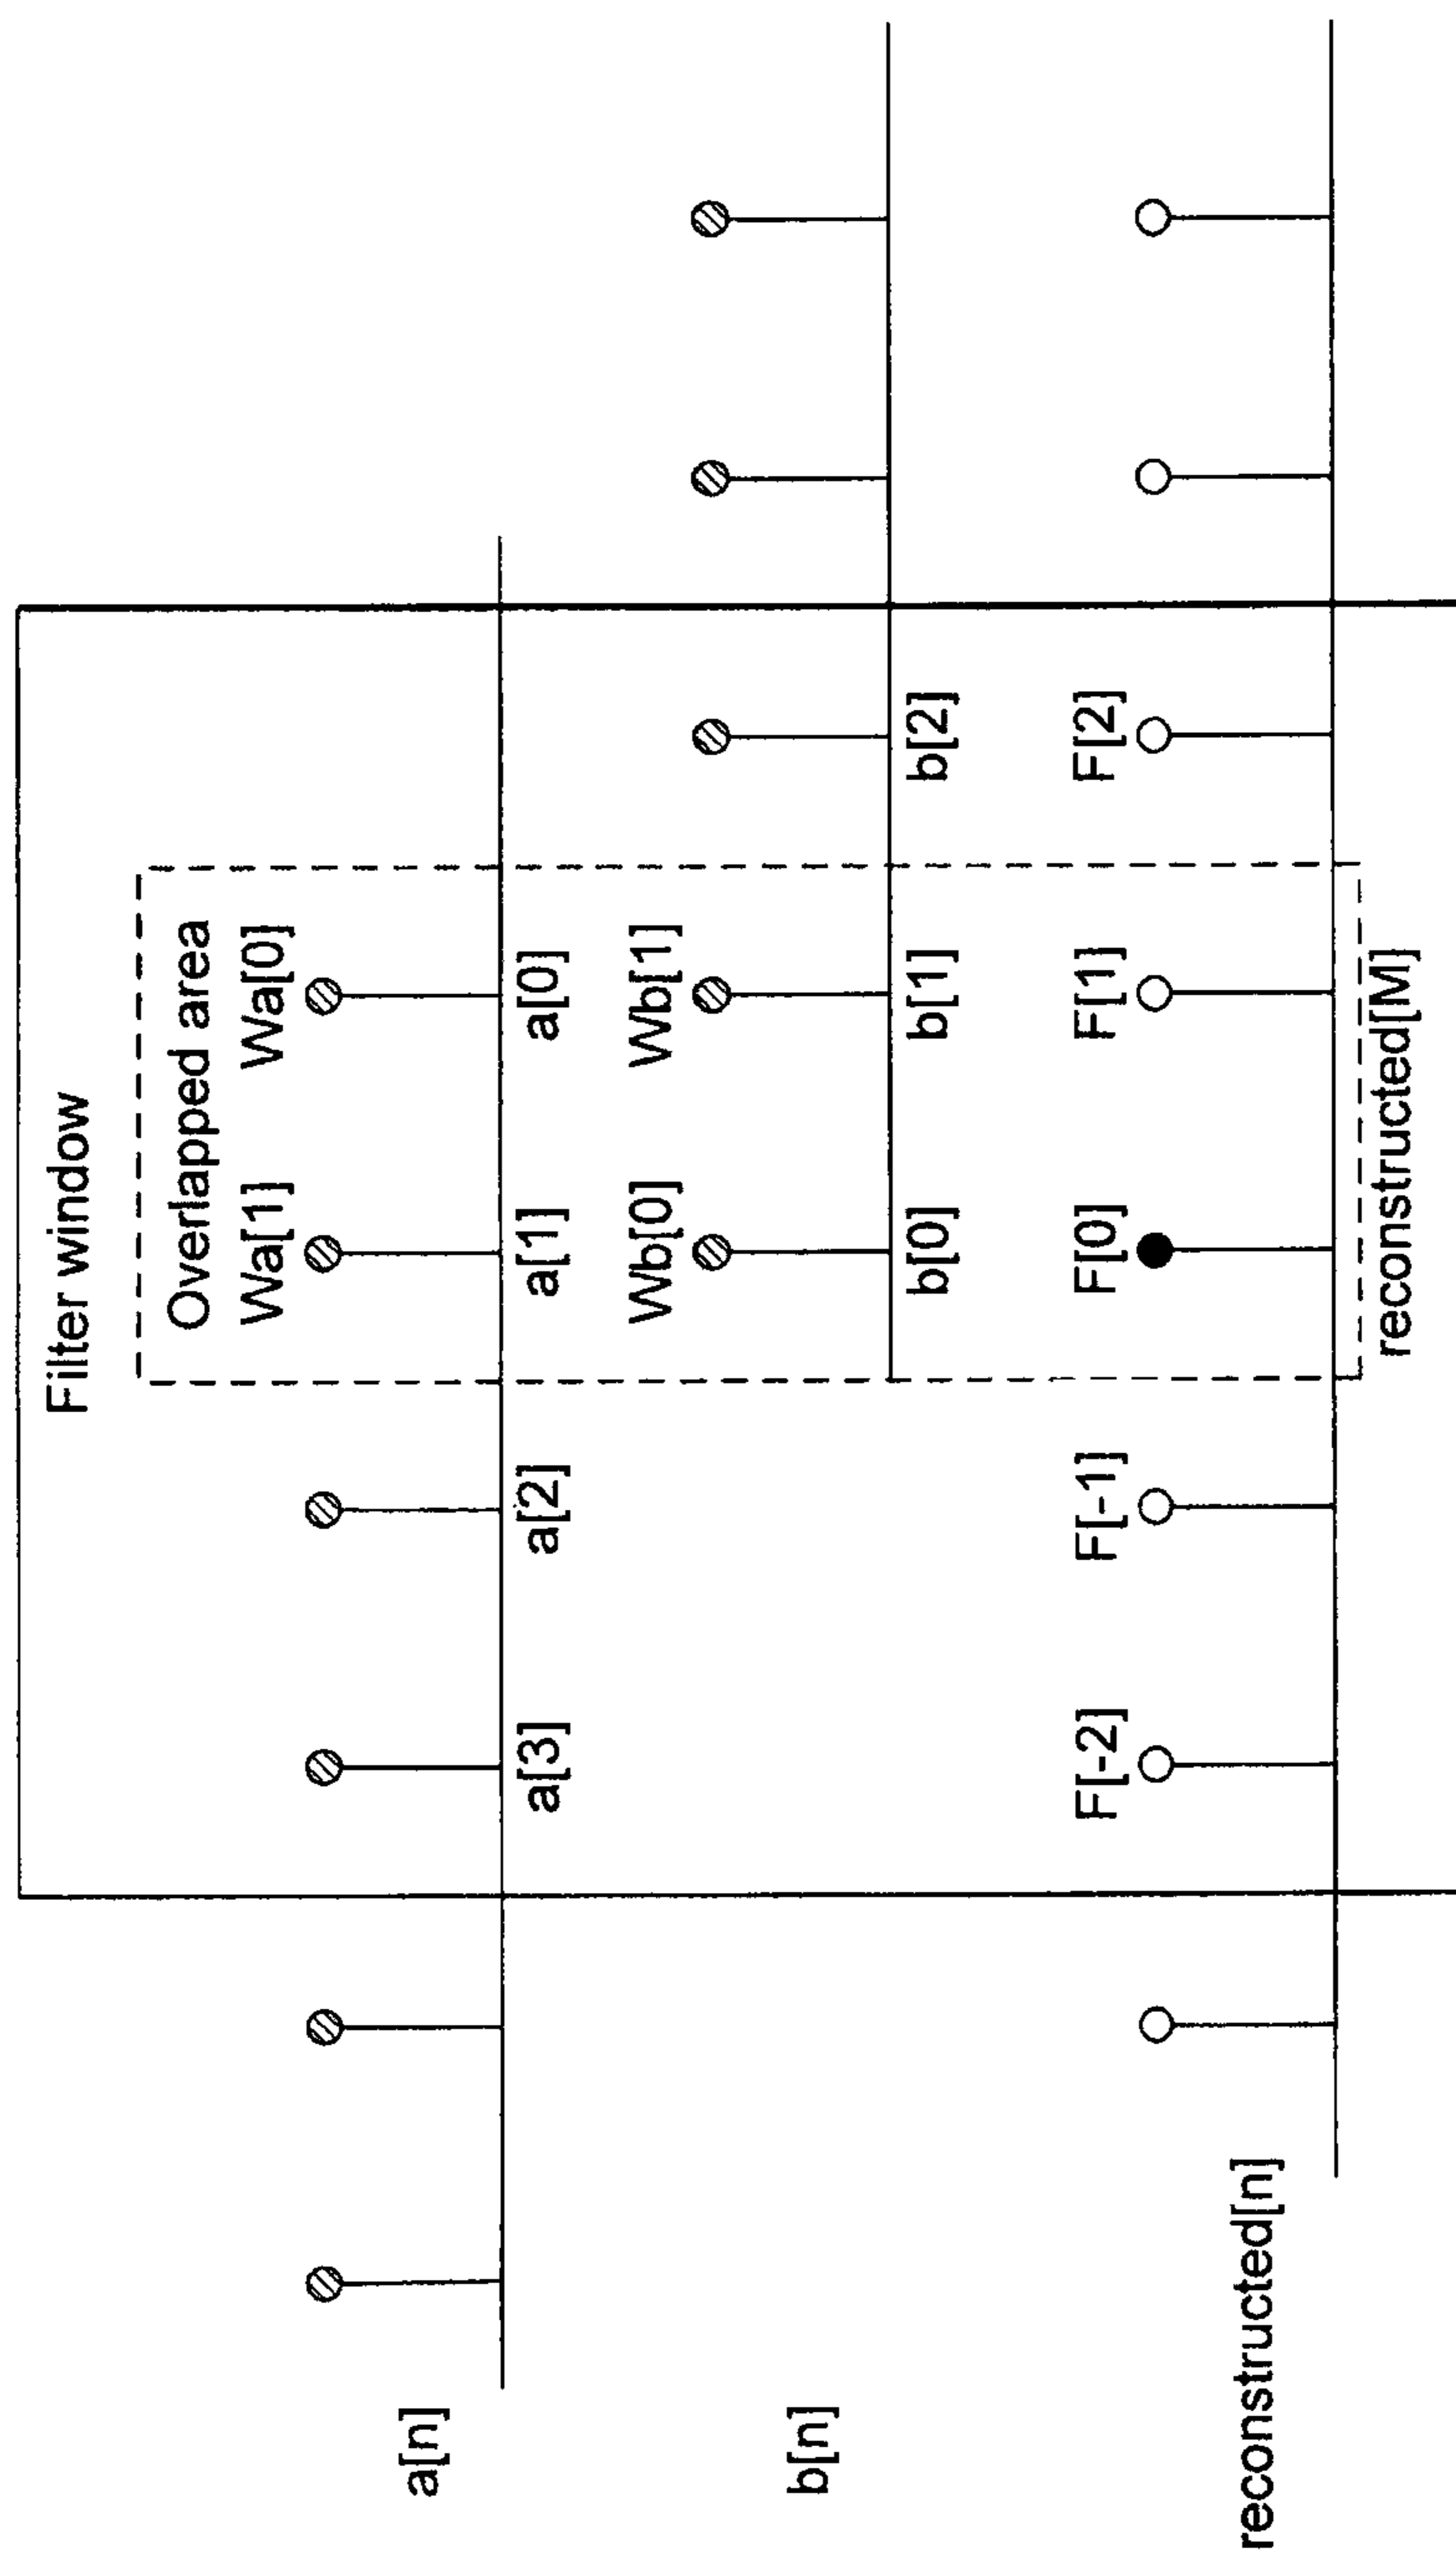 Filter window
Overlapped area
Wa[1] Wa[0]
a[n]
a[3] a[2] a[1] a[0]
Wb[0] Wb[1]
b[n]
b[0] b[1] b[2]
F[-2] F[-1] F[0] F[1] F[2]
reconstructed[n]
reconstructed[M]